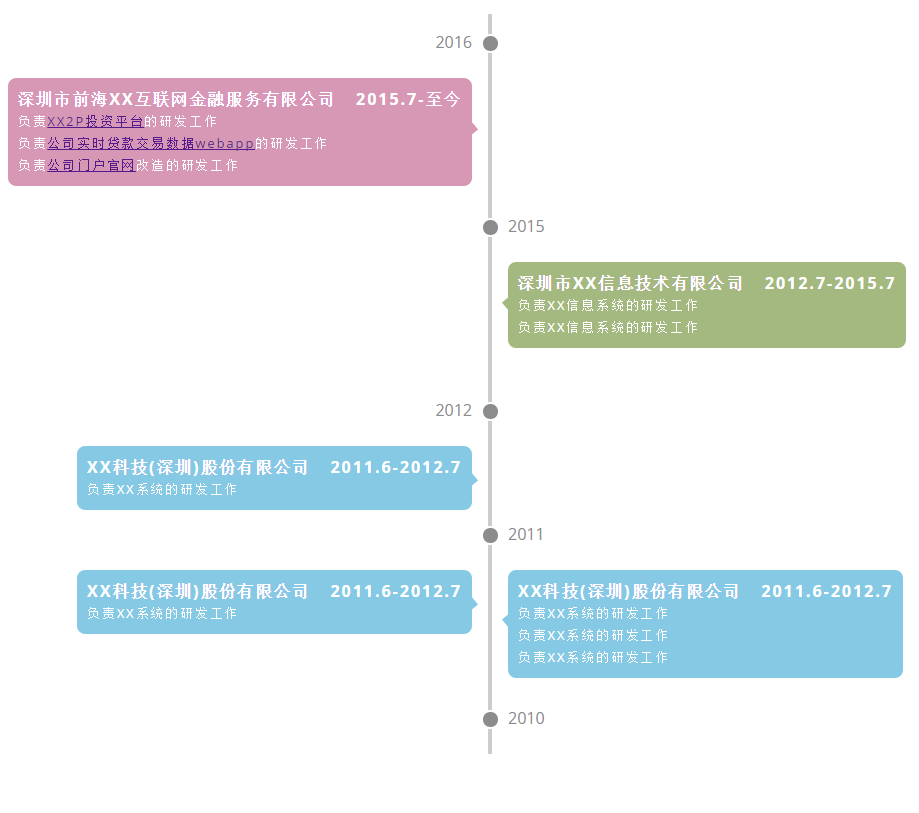 2016
深圳市前海XX互联网金融服务有限公司 2015.7-至今
负责XX2P投资平台的研发工作
负责公司实时贷款交易数据webapp的研发工作
负责公司门户官网改造的研发工作
2015
深圳市XX信息技术有限公司 2012.7-2015.7
负责XX信息系统的研发工作
负责XX信息系统的研发工作
2012
XX科技(深圳)股份有限公司 2011.6-2012.7
负责XX系统的研发工作
2011
XX科技(深圳)股份有限公司 2011.6-2012.7
负责XX系统的研发工作
XX科技(深圳)股份有限公司 2011.6-2012.7
负责XX系统的研发工作
负责XX系统的研发工作
负责XX系统的研发工作
2010